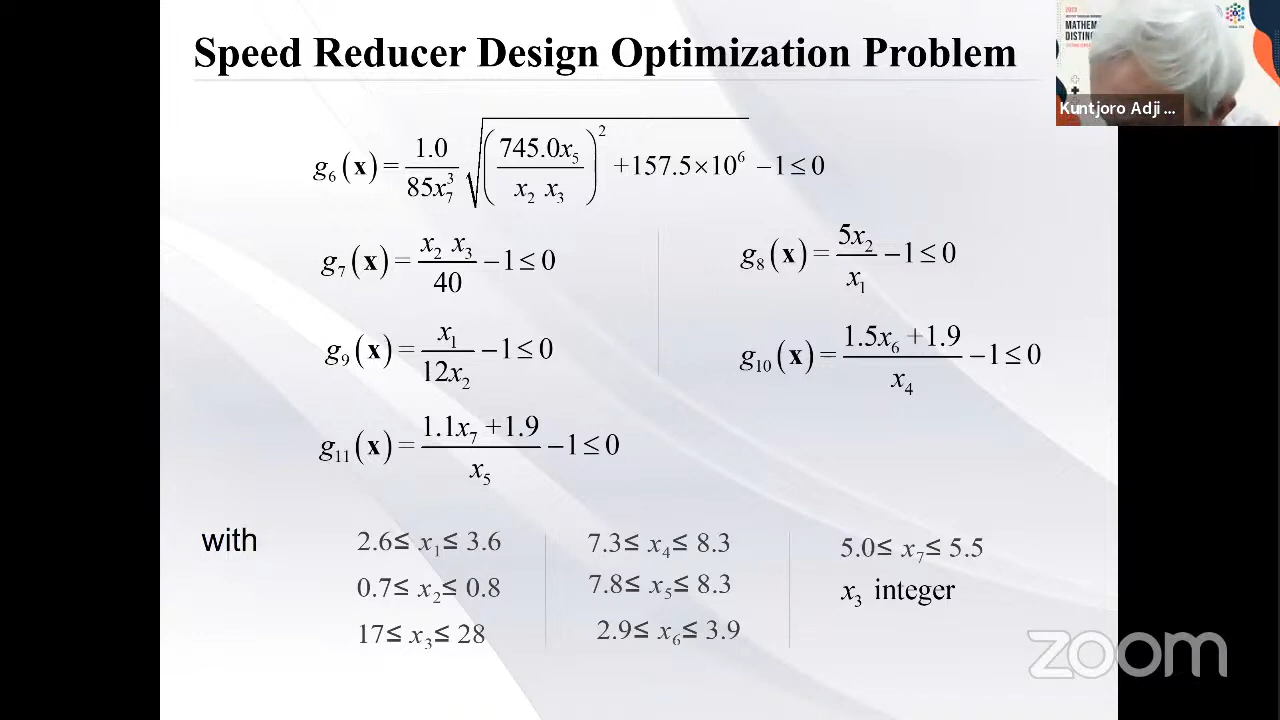 Speed Reducer Design Optimization Problem
2023
MATHEM
DISTINC
Kuntjoro Adji ...
g₆(x) = 1.0/85x₇³ √((745.0x₅/x₂ x₃)² + 157.5×10⁶) − 1 ≤ 0
g₇(x) = x₂ x₃/40 − 1 ≤ 0
g₈(x) = 5x₂/x₁ − 1 ≤ 0
g₉(x) = x₁/12x₂ − 1 ≤ 0
g₁₀(x) = 1.5x₆ + 1.9/x₄ − 1 ≤ 0
g₁₁(x) = 1.1x₇ + 1.9/x₅ − 1 ≤ 0
with
2.6≤ x₁ ≤ 3.6
7.3≤ x₄ ≤ 8.3
5.0≤ x₇ ≤ 5.5
0.7≤ x₂ ≤ 0.8
7.8≤ x₅ ≤ 8.3
x₃ integer
17≤ x₃ ≤ 28
2.9≤ x₆ ≤ 3.9
zoom